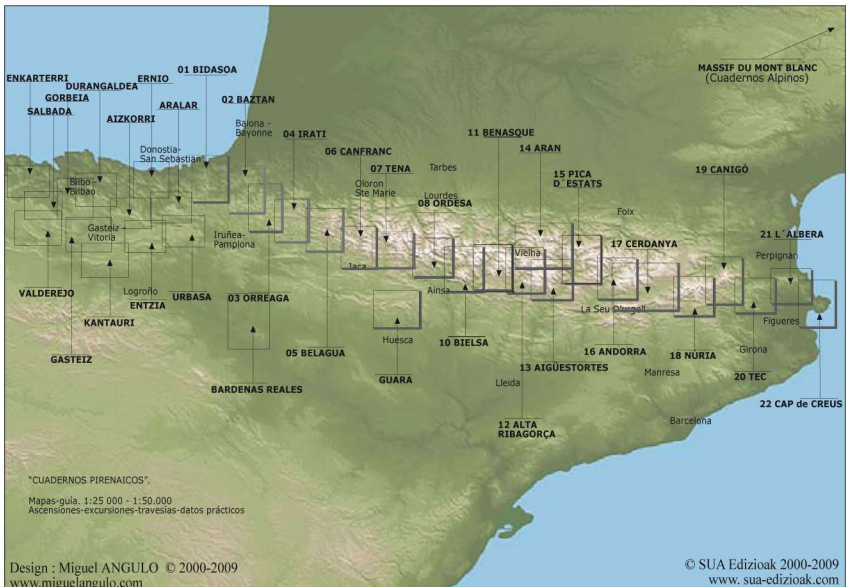 MASSIF DU MONT BLANC
(Cuadernos Alpinos)
01 BIDASOA
ENKARTERRI
DURANGALDEA
ERNIO
GORBEIA
ARALAR
SALBADA
AIZKORRI
02 BAZTAN
Baiona -
Bayonne
04 IRATI
11 BENASQUE
14 ARAN
06 CANFRANC
07 TENA
Tarbes
15 PICA
D´ESTATS
19 CANIGÓ
Donostia-
San Sebastian
Oloron
Ste Marie
Lourdes
08 ORDESA
Foix
Bilbo -
Bilbao
17 CERDANYA
21 L´ALBERA
Gasteiz -
Vitoria
Iruñea-
Pamplona
Vielha
Perpignan
Jaca
Ainsa
VALDEREJO
Logroño
ENTZIA
URBASA
03 ORREAGA
La Seu D'urgell
Figueres
KANTAURI
GASTEIZ
05 BELAGUA
Huesca
10 BIELSA
16 ANDORRA
18 NÚRIA
Girona
13 AIGÜESTORTES
Manresa
20 TEC
BARDENAS REALES
GUARA
Lleida
22 CAP de CREUS
12 ALTA
RIBAGORÇA
Barcelona
"CUADERNOS PIRENAICOS".
Mapas-guía. 1:25 000 - 1:50.000
Ascensiones-excursiones-travesias-datos prácticos
Design : Miguel ANGULO © 2000-2009
www.miguelangulo.com
© SUA Edizioak 2000-2009
www. sua-edizioak.com